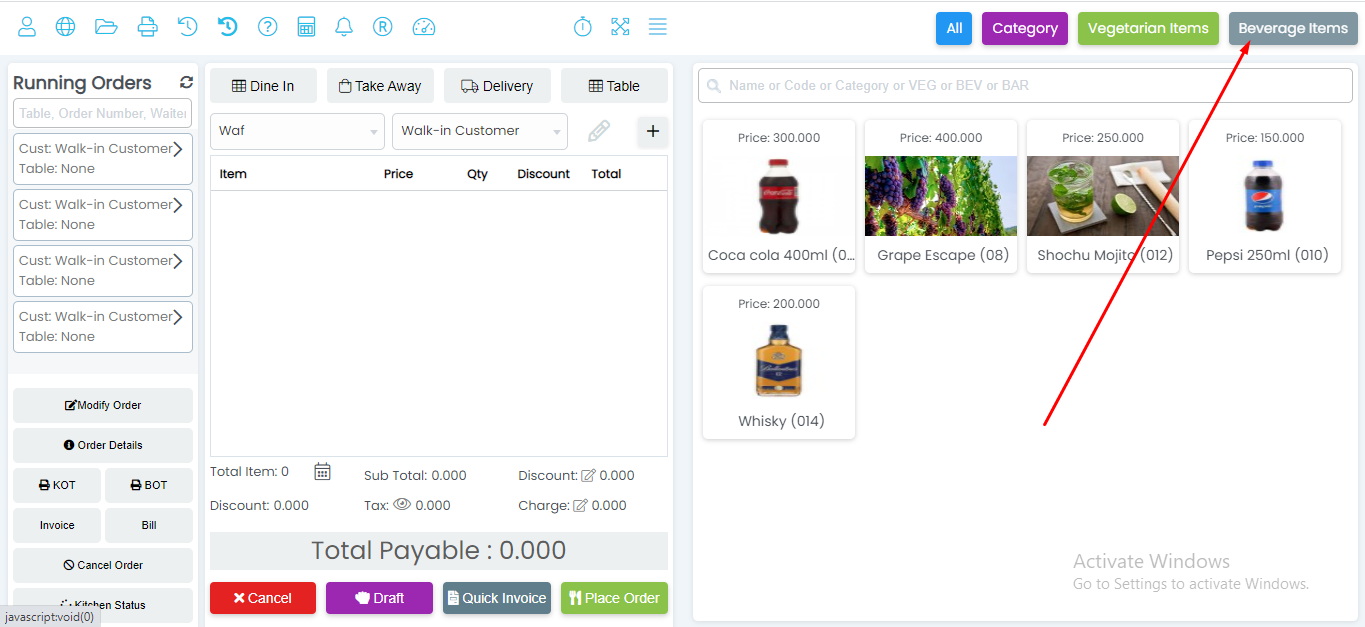 All
Category
Vegetarian Items
Beverage Items
Running Orders
Table, Order Number, Waiter
Cust: Walk-in Customer
Table: None
Cust: Walk-in Customer
Table: None
Cust: Walk-in Customer
Table: None
Cust: Walk-in Customer
Table: None
Modify Order
Order Details
KOT
BOT
Invoice
Bill
Cancel Order
Kitchen Status
javascript:void(0)
Dine In
Take Away
Delivery
Table
Waf
Walk-in Customer
+
Item Price Qty Discount Total
Total Item: 0
Sub Total: 0.000
Discount: 0.000
Discount: 0.000
Tax: 0.000
Charge: 0.000
Total Payable : 0.000
Cancel
Draft
Quick Invoice
Place Order
Name or Code or Category or VEG or BEV or BAR
Price: 300.000
Coca cola 400ml (0...
Price: 400.000
Grape Escape (08)
Price: 250.000
Shochu Mojito (012)
Price: 150.000
Pepsi 250ml (010)
Price: 200.000
Whisky (014)
Activate Windows
Go to Settings to activate Windows.